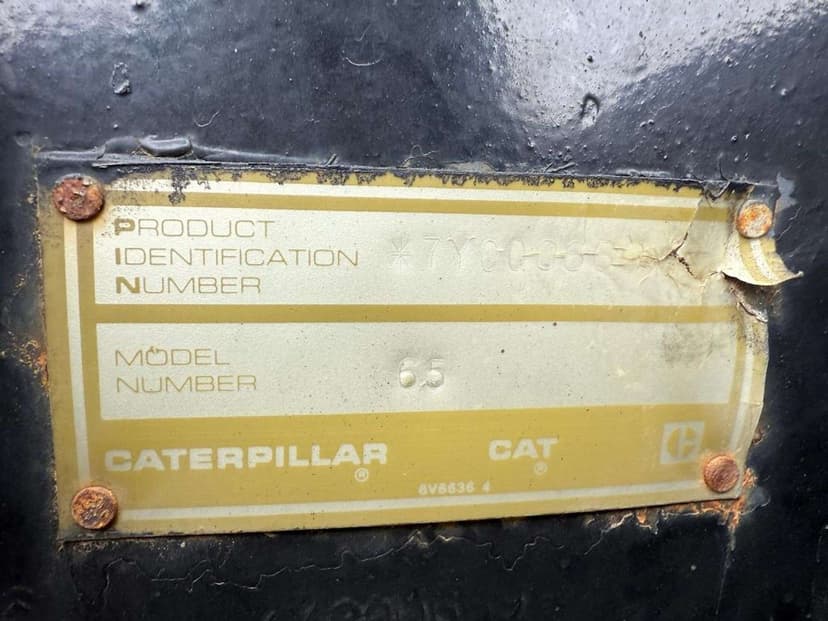 PRODUCT
IDENTIFICATION
NUMBER
MODEL
NUMBER
65
CATERPILLAR®
CAT®
C
6V6636 4